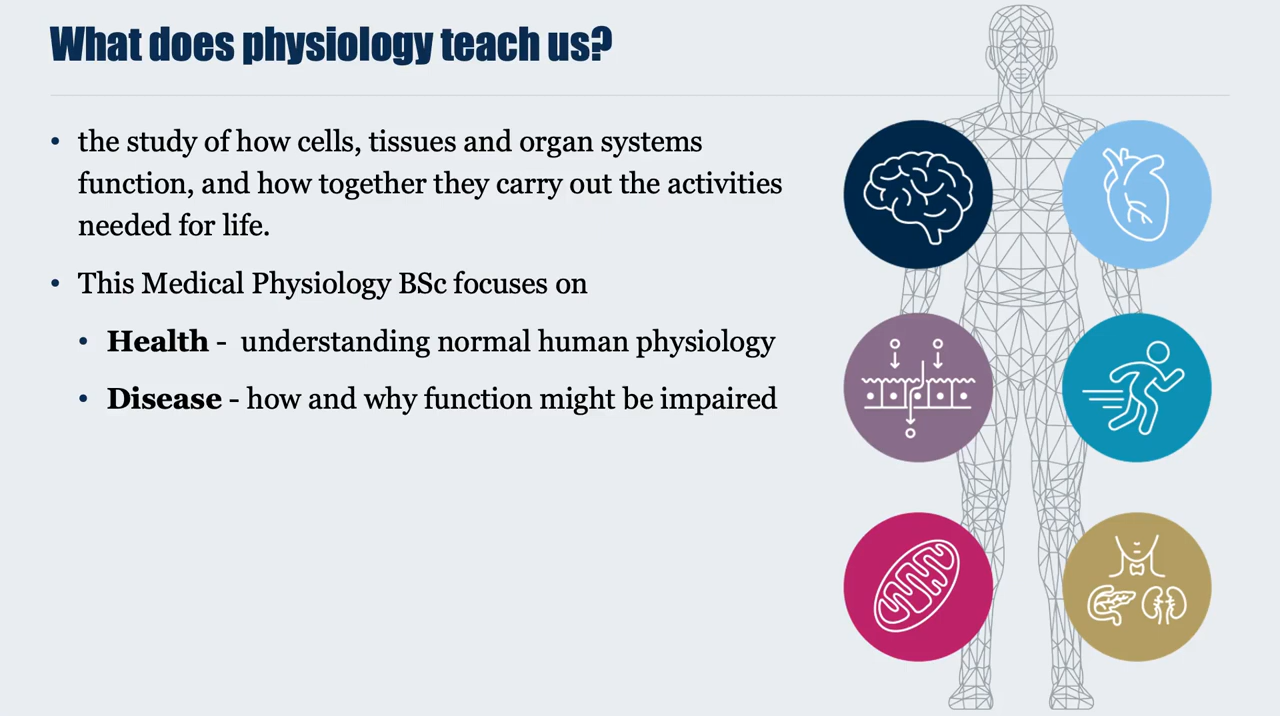 What does physiology teach us?
• the study of how cells, tissues and organ systems
function, and how together they carry out the activities
needed for life.
• This Medical Physiology BSc focuses on
• Health - understanding normal human physiology
• Disease - how and why function might be impaired